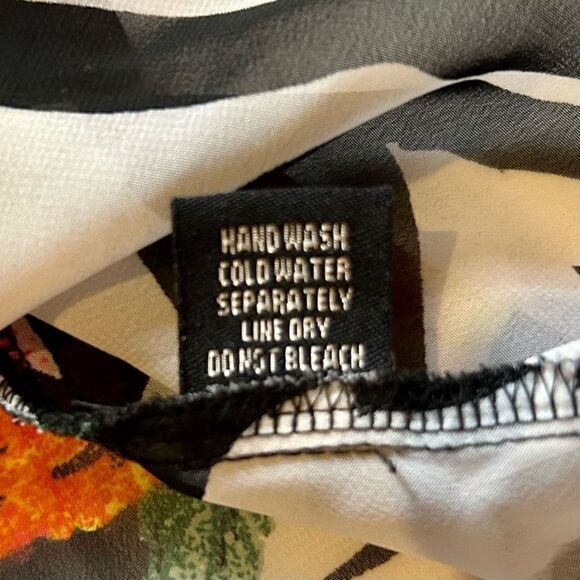 HAND WASH
COLD WATER
SEPARATELY
LINE DRY
DO NOT BLEACH